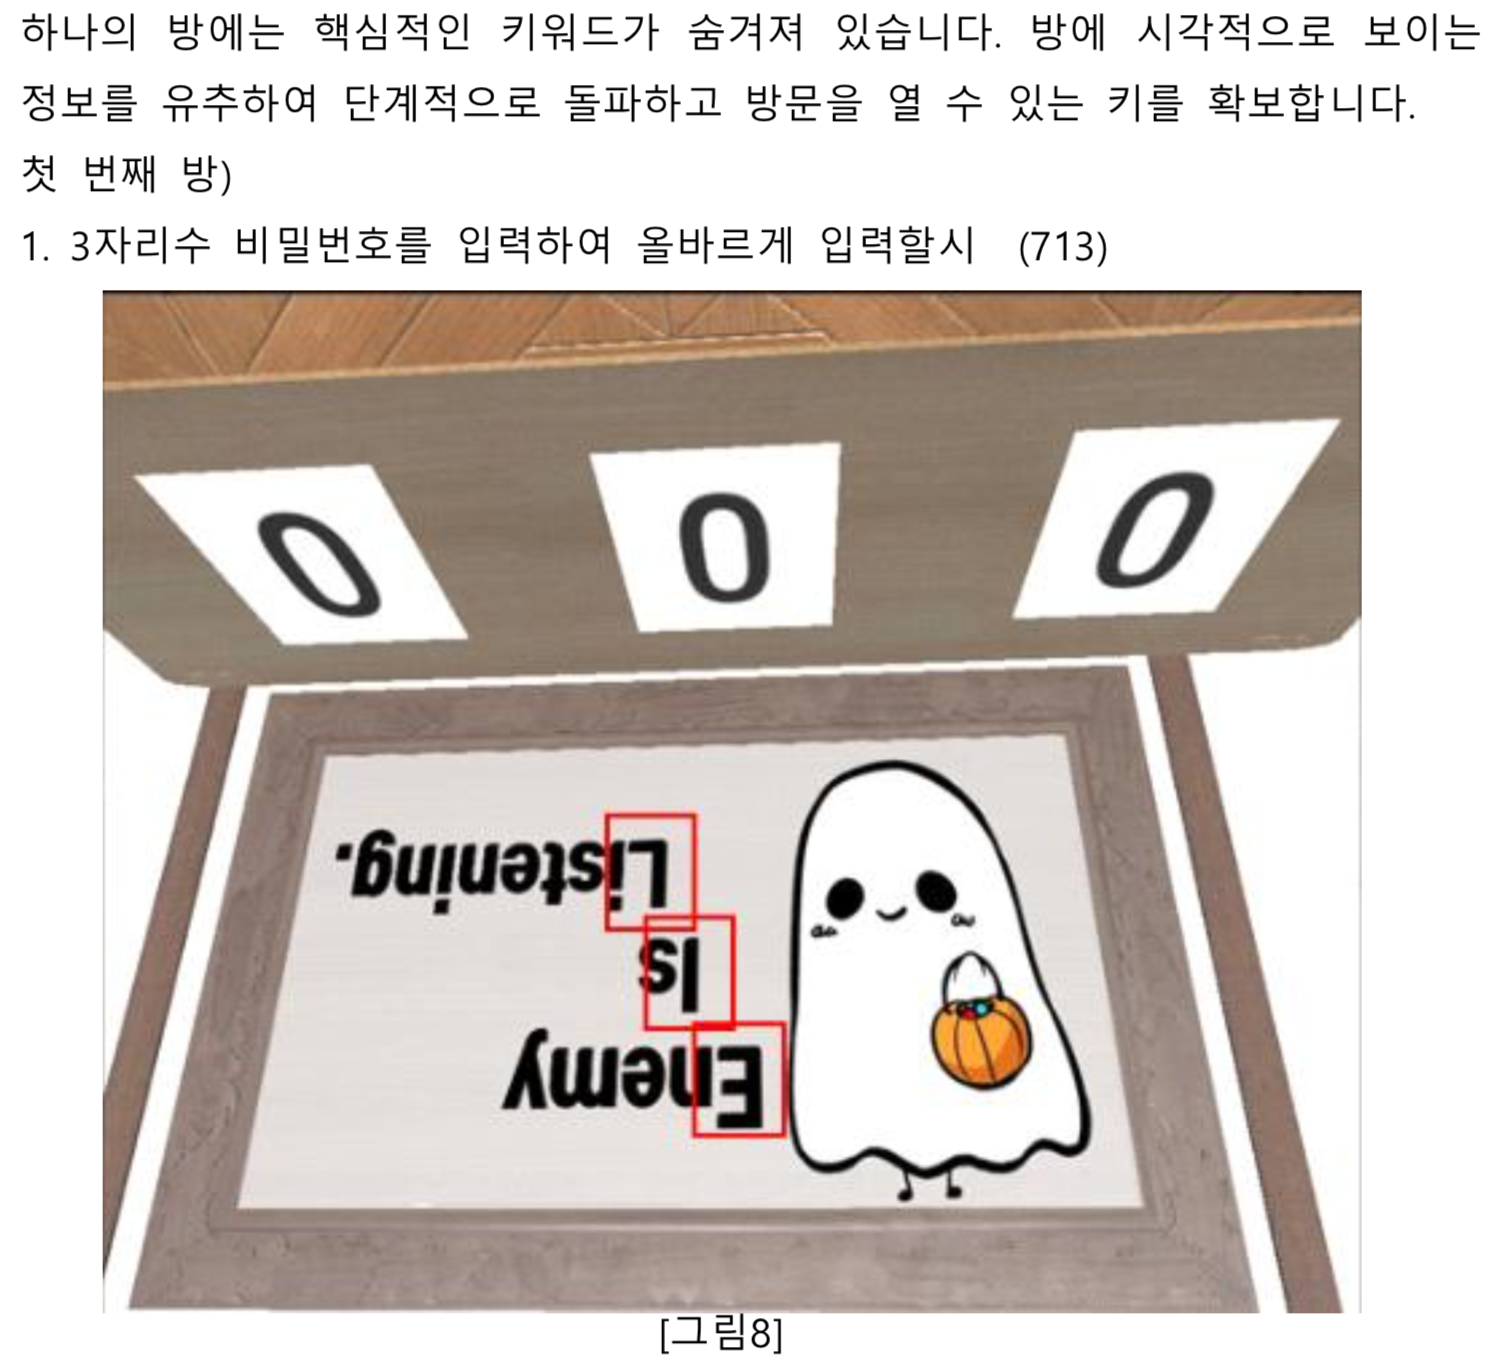 하나의 방에는 핵심적인 키워드가 숨겨져 있습니다. 방에 시각적으로 보이는
정보를 유추하여 단계적으로 돌파하고 방문을 열 수 있는 키를 확보합니다.
첫 번째 방)
1. 3자리수 비밀번호를 입력하여 올바르게 입력할시 (713)
0 0 0
Enemy
Is
Listening.
[그림8]